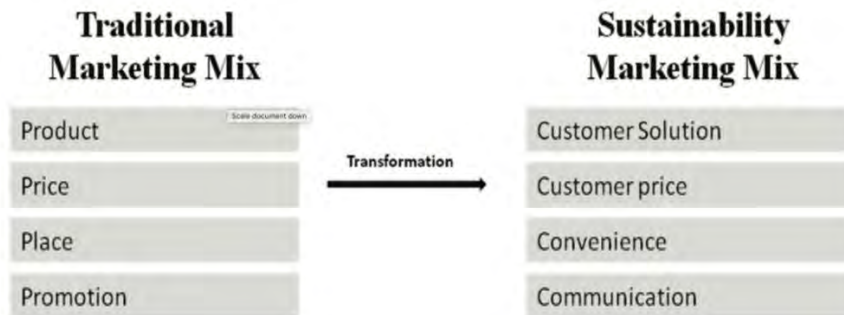 Traditional
Marketing Mix
Product
Scale document down
Price
Place
Promotion
Transformation
Sustainability
Marketing Mix
Customer Solution
Customer price
Convenience
Communication